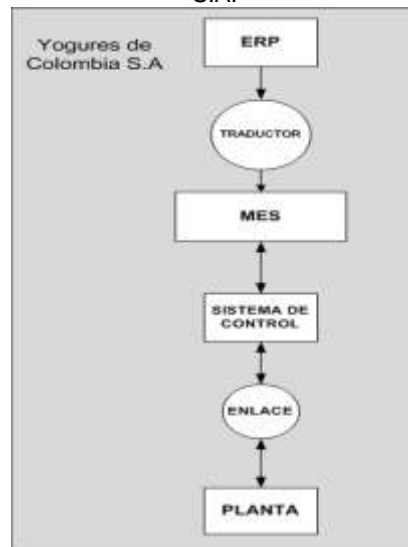 S.A.
Yogures de
Colombia S.A
ERP
TRADUCTOR
MES
SISTEMA DE
CONTROL
ENLACE
PLANTA